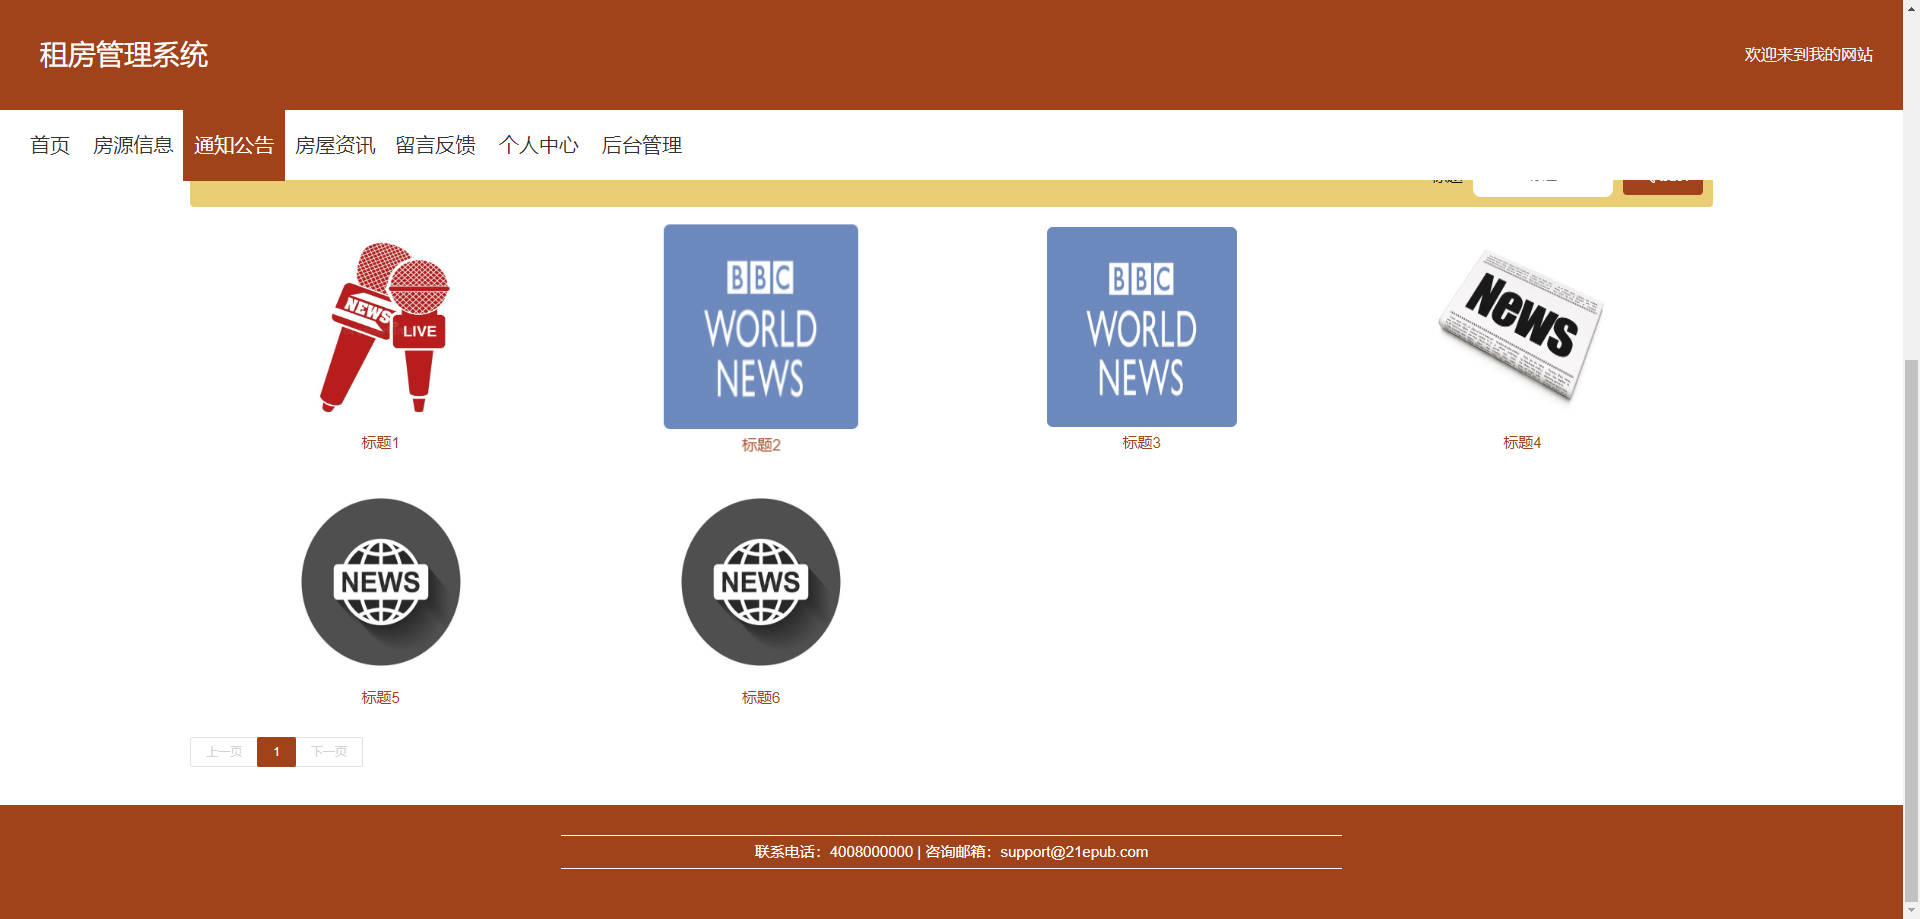 租房管理系统
欢迎来到我的网站
首页 房源信息 通知公告 房屋资讯 留言反馈 个人中心 后台管理
NEWS
LIVE
BBC
WORLD
NEWS
BBC
WORLD
NEWS
News
标题1 标题2 标题3 标题4
NEWS NEWS
标题5 标题6
上一页 1 下一页
联系电话：4008000000 | 咨询邮箱：support@21epub.com